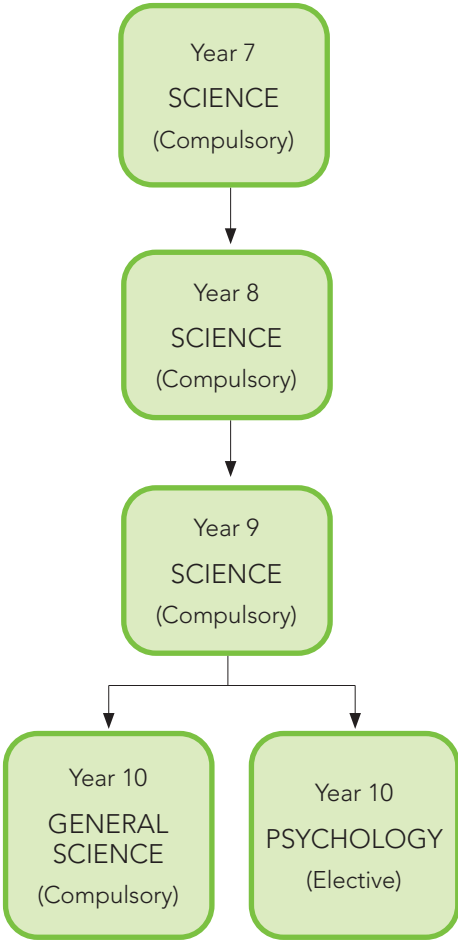 Year 7
SCIENCE
(Compulsory)
Year 8
SCIENCE
(Compulsory)
Year 9
SCIENCE
(Compulsory)
Year 10
GENERAL
SCIENCE
(Compulsory)
Year 10
PSYCHOLOGY
(Elective)